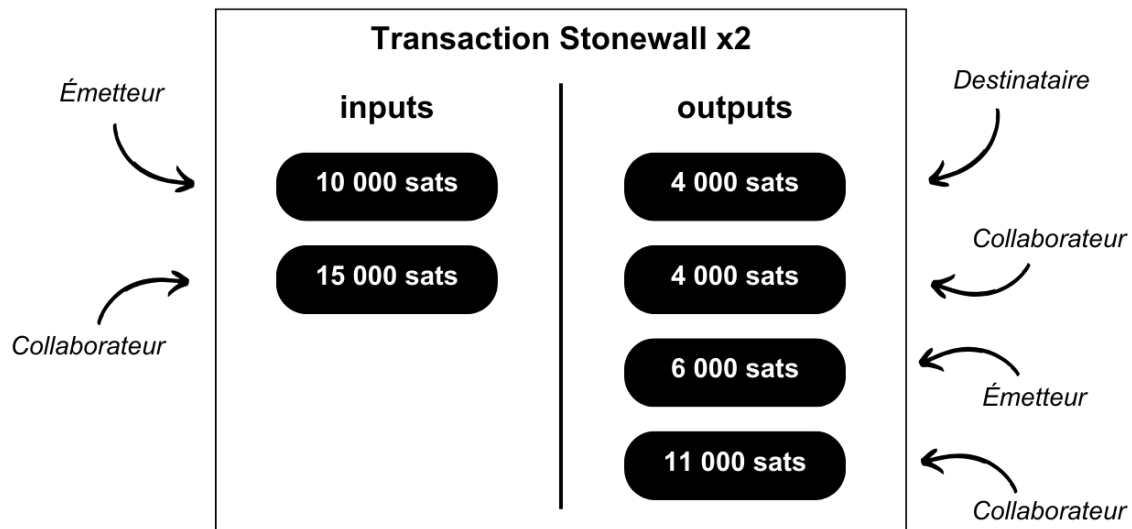 Transaction Stonewall x2
Émetteur
Destinataire
inputs
outputs
10 000 sats
4 000 sats
Collaborateur
15 000 sats
4 000 sats
Collaborateur
6 000 sats
Émetteur
11 000 sats
Collaborateur